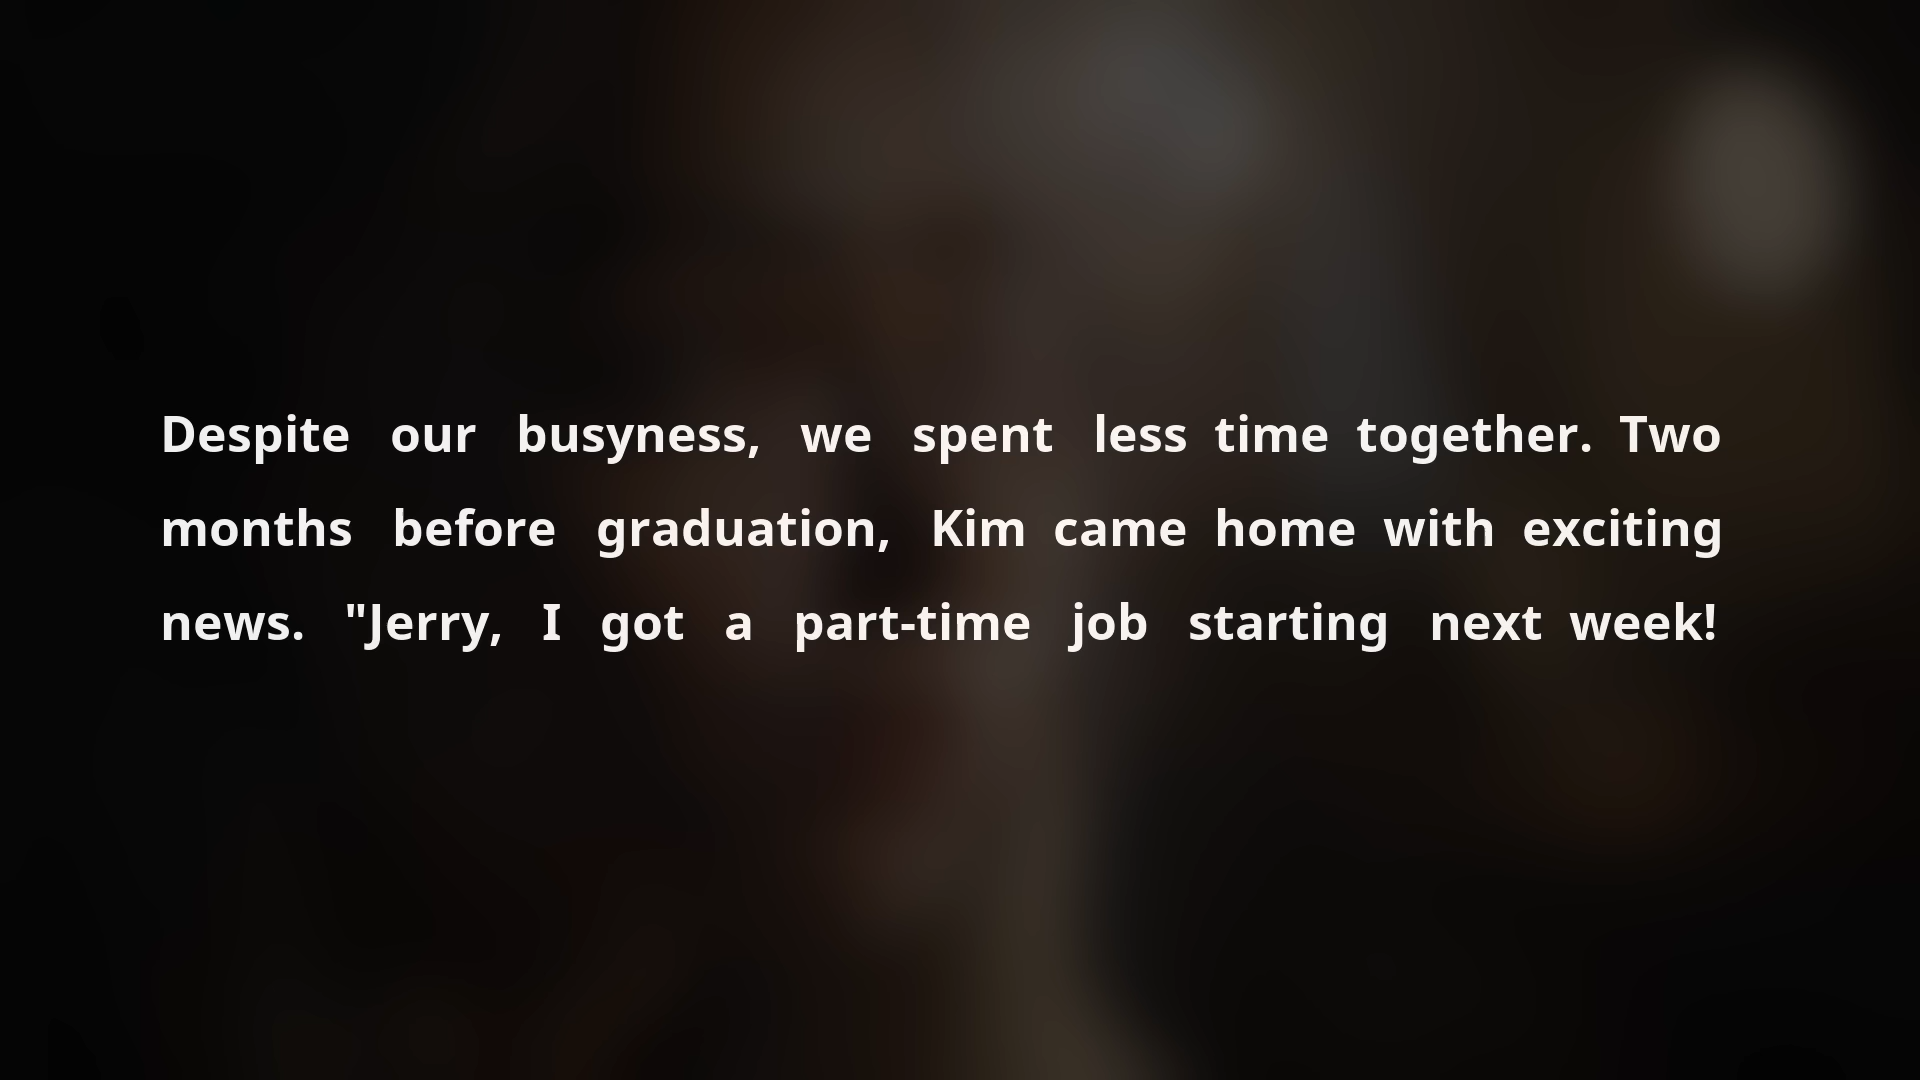 Despite our busyness, we spent less time together. Two
months before graduation, Kim came home with exciting
news. "Jerry, I got a part-time job starting next week!